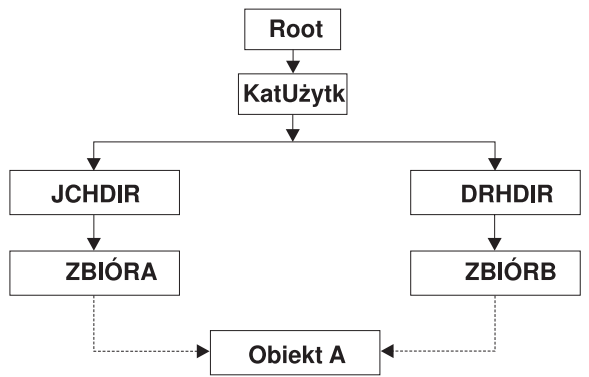 Root
KatUżytk
JCHDIR
DRHDIR
ZBIÓRA
ZBIÓRB
Obiekt A